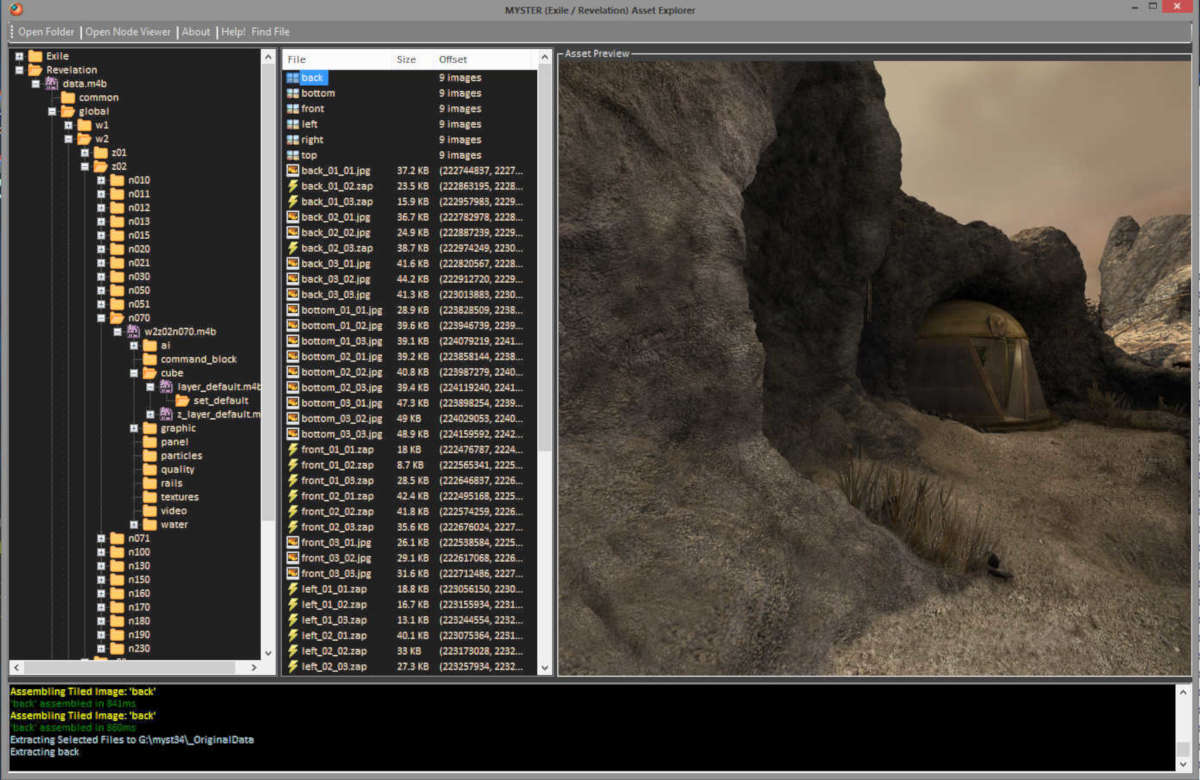 MYSTER (Exile / Revelation) Asset Explorer
Open Folder | Open Node Viewer | About | Help! Find File
Exile
Revelation
data.m4b
common
global
w1
w2
z01
z02
n010
n011
n012
n013
n015
n020
n021
n030
n050
n051
n070
w2z02n070.m4b
ai
command_block
cube
layer_default.m4b
set_default
z_layer_default.m
graphic
panel
particles
quality
rails
textures
video
water
n071
n100
n130
n150
n160
n170
n180
n190
n230
File Size Offset
back 9 images
bottom 9 images
front 9 images
left 9 images
right 9 images
top 9 images
back_01_01.jpg 37.2 KB (222744837, 2227...
back_01_02.zap 23.5 KB (222863195, 2228...
back_01_03.zap 15.9 KB (222957983, 2229...
back_02_01.jpg 36.7 KB (222782978, 2228...
back_02_02.jpg 24.9 KB (222887239, 2229...
back_02_03.zap 38.7 KB (222974249, 2230...
back_03_01.jpg 41.6 KB (222820567, 2228...
back_03_02.jpg 44.2 KB (222912720, 2229...
back_03_03.jpg 41.3 KB (223013883, 2230...
bottom_01_01.jpg 28.9 KB (223828509, 2238...
bottom_01_02.jpg 39.6 KB (223946739, 2239...
bottom_01_03.jpg 39.1 KB (224079219, 2241...
bottom_02_01.jpg 39.2 KB (223858144, 2238...
bottom_02_02.jpg 40.8 KB (223987279, 2240...
bottom_02_03.jpg 39.4 KB (224119240, 2241...
bottom_03_01.jpg 47.3 KB (223898254, 2239...
bottom_03_02.jpg 49 KB (224029053, 2240...
bottom_03_03.jpg 48.9 KB (224159592, 2242...
front_01_01.zap 18 KB (222476787, 2224...
front_01_02.zap 8.7 KB (222565341, 2225...
front_01_03.zap 28.5 KB (222646837, 2226...
front_02_01.zap 42.4 KB (222495168, 2225...
front_02_02.zap 41.8 KB (222574259, 2226...
front_02_03.zap 35.6 KB (222676024, 2227...
front_03_01.jpg 26.1 KB (222538584, 2225...
front_03_02.jpg 29.1 KB (222617068, 2226...
front_03_03.jpg 31.6 KB (222712486, 2227...
left_01_01.zap 18.8 KB (223056150, 2230...
left_01_02.zap 16.7 KB (223155934, 2231...
left_01_03.zap 13.1 KB (223244554, 2232...
left_02_01.zap 40.1 KB (223075364, 2231...
left_02_02.zap 33 KB (223173028, 2232...
left_02_03.zap 27.3 KB (223257934, 2232...
Asset Preview
Assembling Tiled Image: 'back'
'back' assembled in 841ms
Assembling Tiled Image: 'back'
'back' assembled in 860ms
Extracting Selected Files to G:\myst34\_OriginalData
Extracting back